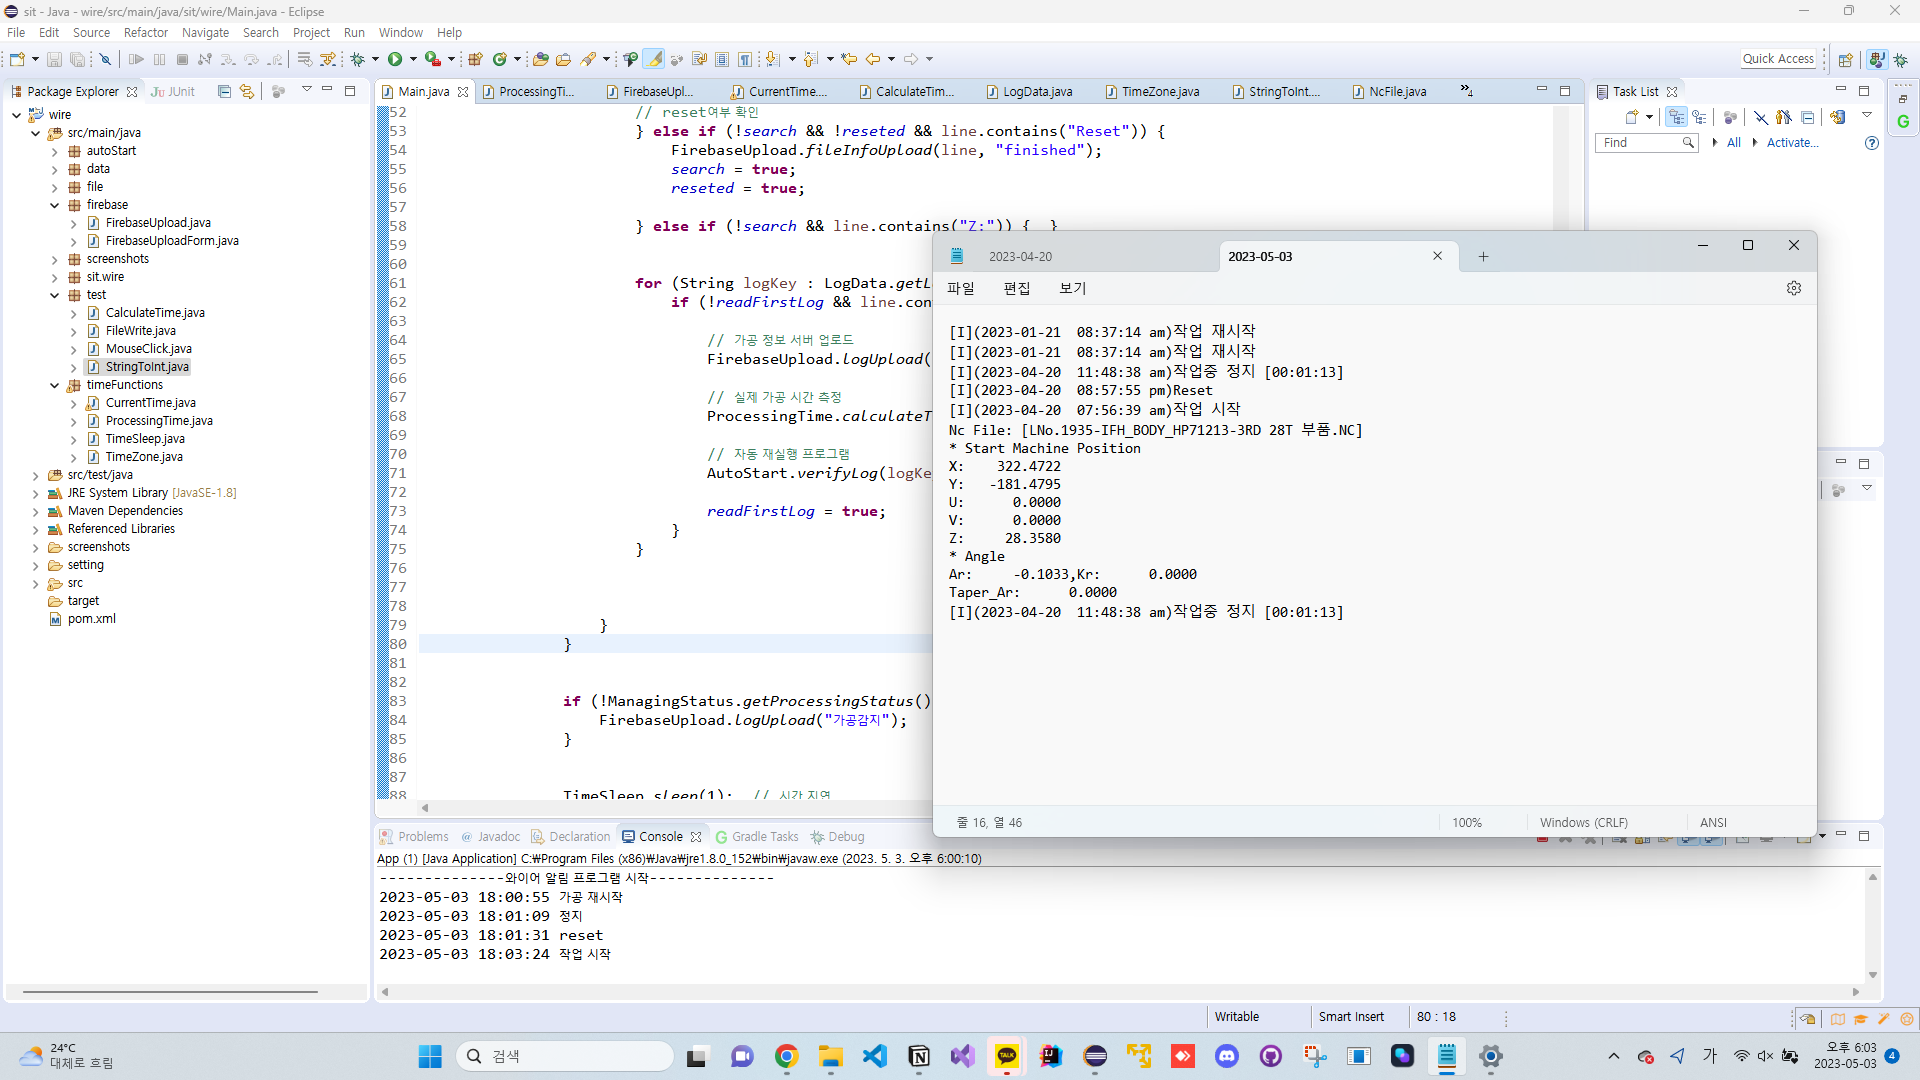 sit - Java - wire/src/main/java/sit/wire/Main.java - Eclipse
File Edit Source Refactor Navigate Search Project Run Window Help
Quick Access
Package Explorer JUnit
wire
src/main/java
autoStart
data
file
firebase
FirebaseUpload.java
FirebaseUploadForm.java
screenshots
sit.wire
test
CalculateTime.java
FileWrite.java
MouseClick.java
StringToInt.java
timeFunctions
CurrentTime.java
ProcessingTime.java
TimeSleep.java
TimeZone.java
src/test/java
JRE System Library [JavaSE-1.8]
Maven Dependencies
Referenced Libraries
screenshots
setting
src
target
pom.xml
Main.java ProcessingTi... FirebaseUpl... CurrentTime.... CalculateTim... LogData.java TimeZone.java StringToInt.... NcFile.java »4
52 // reset여부 확인
53 } else if (!search && !reseted && line.contains("Reset")) {
54 FirebaseUpload.fileInfoUpload(line, "finished");
55 search = true;
56 reseted = true;
57
58 } else if (!search && line.contains("Z:")) { }
59
60
61 for (String logKey : LogData.getL
62 if (!readFirstLog && line.con
63
64 // 가공 정보 서버 업로드
65 FirebaseUpload.logUpload(
66
67 // 실제 가공 시간 측정
68 ProcessingTime.calculateT
69
70 // 자동 재실행 프로그램
71 AutoStart.verifyLog(logKe
72
73 readFirstLog = true;
74 }
75 }
76
77
78
79 }
80 }
81
82
83 if (!ManagingStatus.getProcessingStatus()
84 FirebaseUpload.logUpload("가공감지");
85 }
86
87
88 TimeSleep.sleep(1); // 시간 지연
Task List
Find All Activate...
2023-04-20
2023-05-03
파일 편집 보기
[I](2023-01-21 08:37:14 am)작업 재시작
[I](2023-01-21 08:37:14 am)작업 재시작
[I](2023-04-20 11:48:38 am)작업중 정지 [00:01:13]
[I](2023-04-20 08:57:55 pm)Reset
[I](2023-04-20 07:56:39 am)작업 시작
Nc File: [LNo.1935-IFH_BODY_HP71213-3RD 28T 부품.NC]
* Start Machine Position
X: 322.4722
Y: -181.4795
U: 0.0000
V: 0.0000
Z: 28.3580
* Angle
Ar: -0.1033,Kr: 0.0000
Taper_Ar: 0.0000
[I](2023-04-20 11:48:38 am)작업중 정지 [00:01:13]
줄 16, 열 46 100% Windows (CRLF) ANSI
Problems Javadoc Declaration Console Gradle Tasks Debug
App (1) [Java Application] C:₩Program Files (x86)₩Java₩jre1.8.0_152₩bin₩javaw.exe (2023. 5. 3. 오후 6:00:10)
--------------와이어 알림 프로그램 시작--------------
2023-05-03 18:00:55 가공 재시작
2023-05-03 18:01:09 정지
2023-05-03 18:01:31 reset
2023-05-03 18:03:24 작업 시작
Writable Smart Insert 80 : 18
24°C
대체로 흐림
검색
TALK
가
오후 6:03
2023-05-03
4